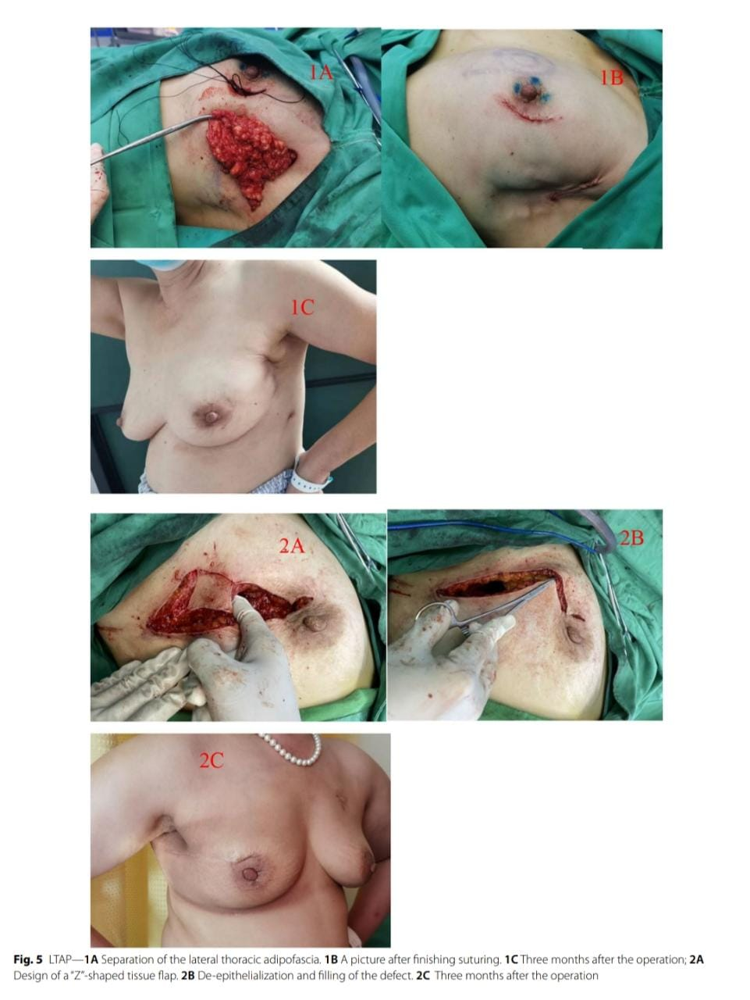 1A
1B
1C
2A
2B
2C
Fig. 5 LTAP—1A Separation of the lateral thoracic adipofascia. 1B A picture after finishing suturing. 1C Three months after the operation; 2A
Design of a "Z"-shaped tissue flap. 2B De-epithelialization and filling of the defect. 2C Three months after the operation